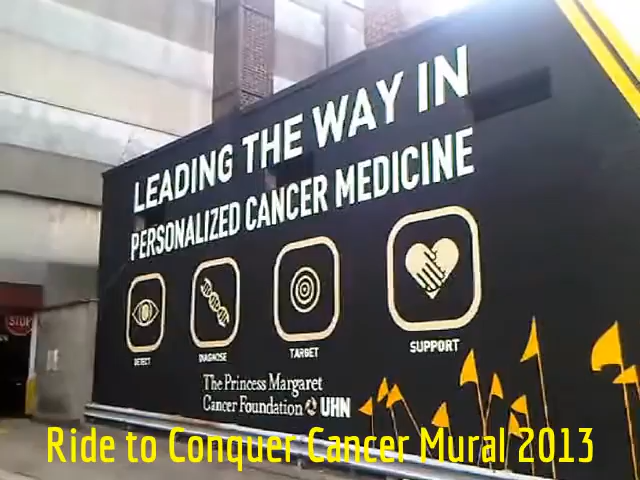 LEADING THE WAY IN
PERSONALIZED CANCER MEDICINE
DETECT
DIAGNOSE
TARGET
SUPPORT
STOP
The Princess Margaret
Cancer Foundation UHN
Ride to Conquer Cancer Mural 2013